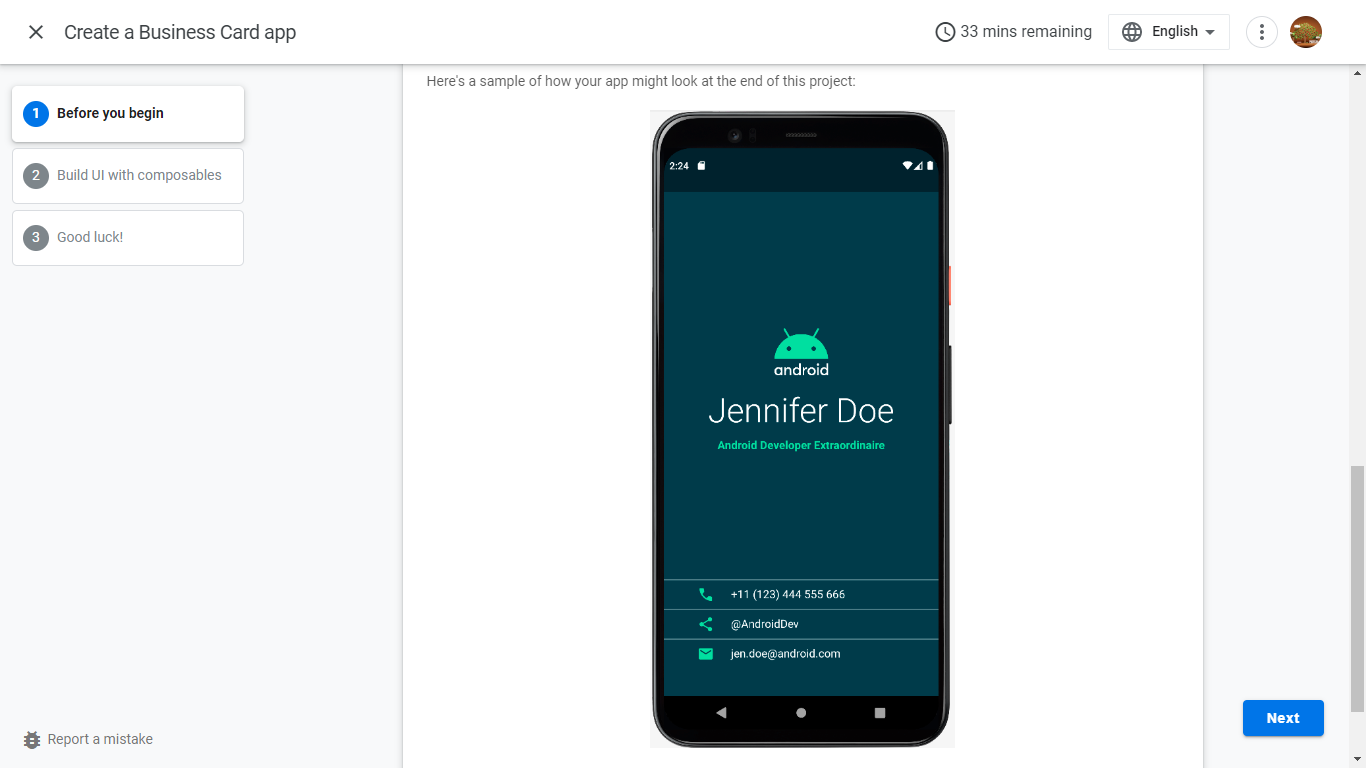 Create a Business Card app
33 mins remaining
English
1 Before you begin
2 Build UI with composables
3 Good luck!
Here's a sample of how your app might look at the end of this project:
2:24
android
Jennifer Doe
Android Developer Extraordinaire
+11 (123) 444 555 666
@AndroidDev
jen.doe@android.com
Next
Report a mistake